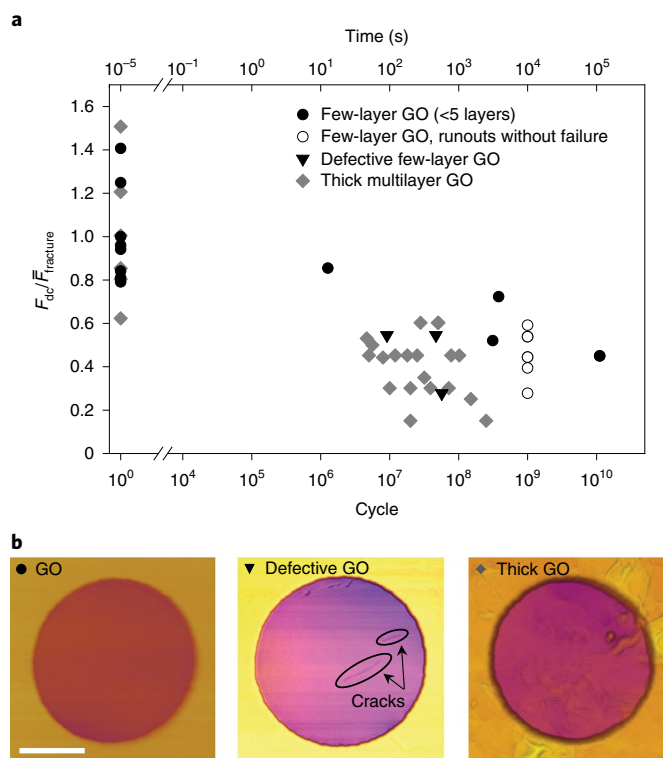 a
Time (s)
10⁻⁵ 10⁻¹ 10⁰ 10¹ 10² 10³ 10⁴ 10⁵
1.6
1.4
1.2
1.0
0.8
0.6
0.4
0.2
0
F_dc/F̅_fracture
Few-layer GO (<5 layers)
Few-layer GO, runouts without failure
Defective few-layer GO
Thick multilayer GO
10⁰ 10⁴ 10⁵ 10⁶ 10⁷ 10⁸ 10⁹ 10¹⁰
Cycle
b
GO
Defective GO
Thick GO
Cracks